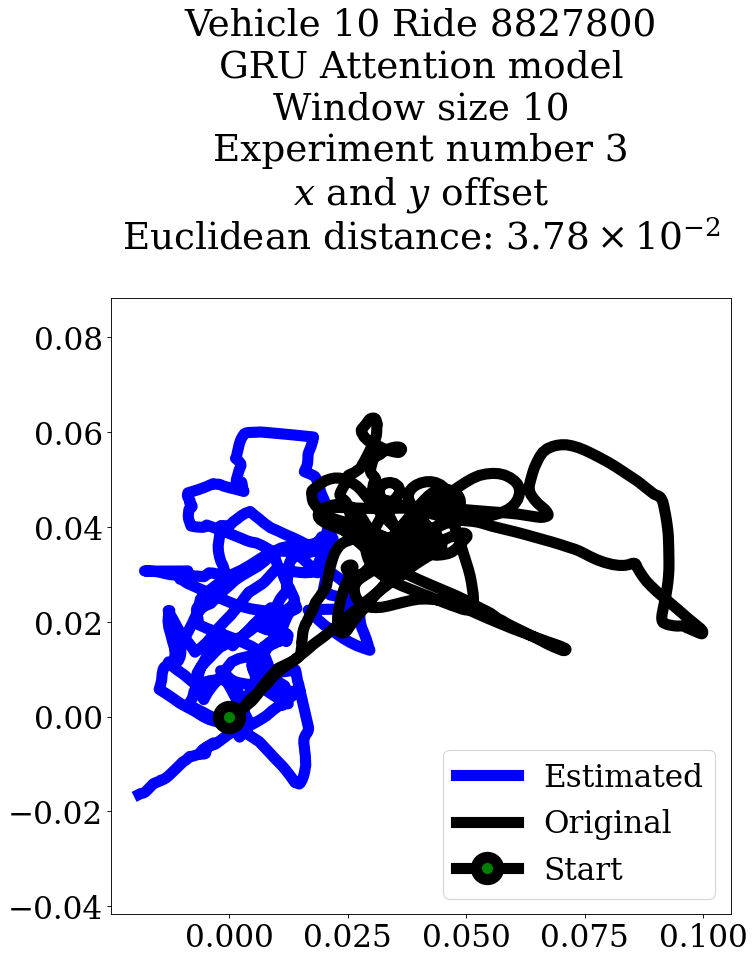 Vehicle 10 Ride 8827800
GRU Attention model
Window size 10
Experiment number 3
x and y offset
Euclidean distance: 3.78 × 10⁻²
0.08
0.06
0.04
0.02
0.00
−0.02
−0.04
Estimated
Original
Start
0.000 0.025 0.050 0.075 0.100